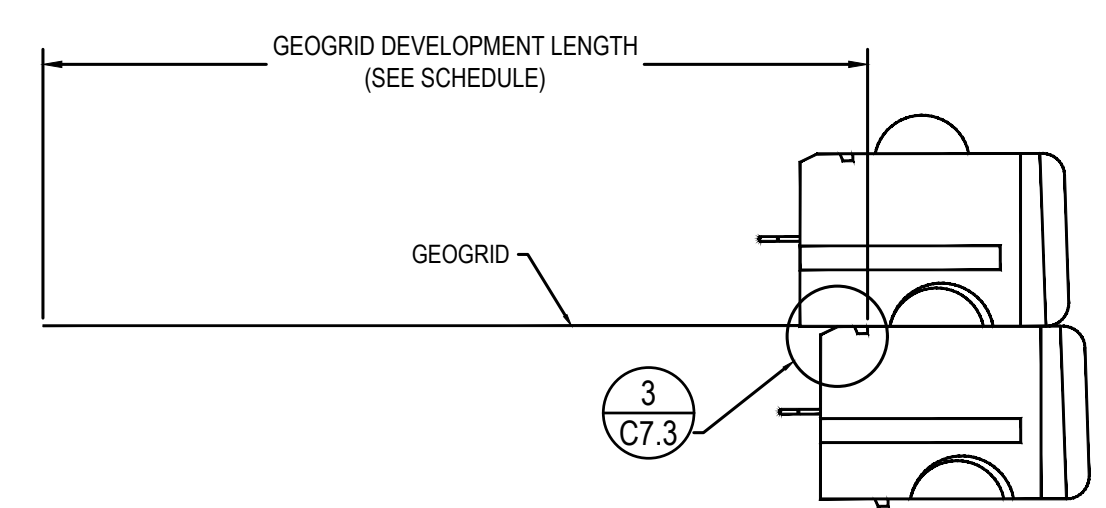 GEOGRID DEVELOPMENT LENGTH
(SEE SCHEDULE)
GEOGRID
3
C7.3